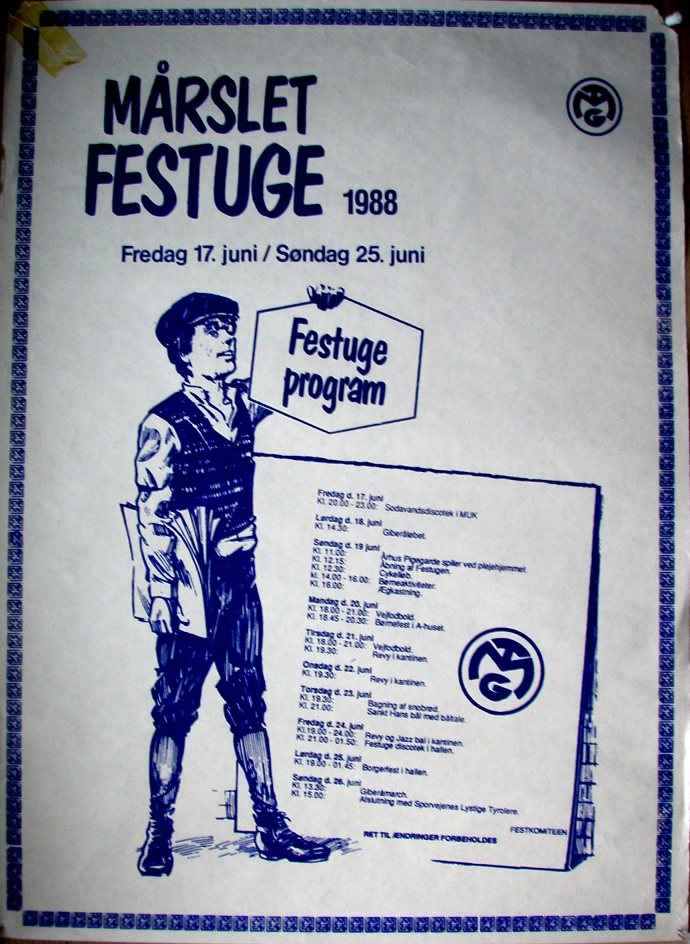 MÅRSLET
FESTUGE 1988
Fredag 17. juni / Søndag 25. juni
Festuge
program
Fredag d. 17. juni
Kl. 20.00 - 23.00: Sodavandsdiscotek i MUK
Lørdag d. 18. juni
Kl. 14.30: Giberåløbet.
Søndag d. 19 juni
Kl. 11.00: Århus Pigegarde spiller ved plejehjemmet.
Kl. 12.15: Åbning af Festugen.
Kl. 12.30: Cykelløb.
kl. 14.00 - 16.00: Børneaktiviteter.
Kl. 16.00: Ægkastning.
Mandag d. 20. juni
Kl. 18.00 - 21.00: Vejfodbold.
Kl. 18.45 - 20.30: Børnefest i A-huset.
Tirsdag d. 21. juni
Kl. 18.00 - 21.00: Vejfodbold.
Kl. 19.30: Revy i kantinen.
Onsdag d. 22 juni
Kl. 19.30: Revy i kantinen.
Torsdag d. 23. juni
Kl. 19.30: Bagning af snobrød.
Kl. 21.00: Sankt Hans bål med båltale.
Fredag d. 24. juni
Kl. 19.00 - 24.00: Revy og Jazz bal i kantinen.
Kl. 21.00 - 01.50: Festuge discotek i hallen.
Lørdag d. 25. juni
Kl. 19.00 - 01.45: Borgerfest i hallen.
Søndag d. 26. juni
Kl. 13.30: Giberåmarch.
Kl. 15.00: Afslutning med Sporvejenes Lystige Tyrolere.
FESTKOMITEEN
RET TIL ÆNDRINGER FORBEHOLDES